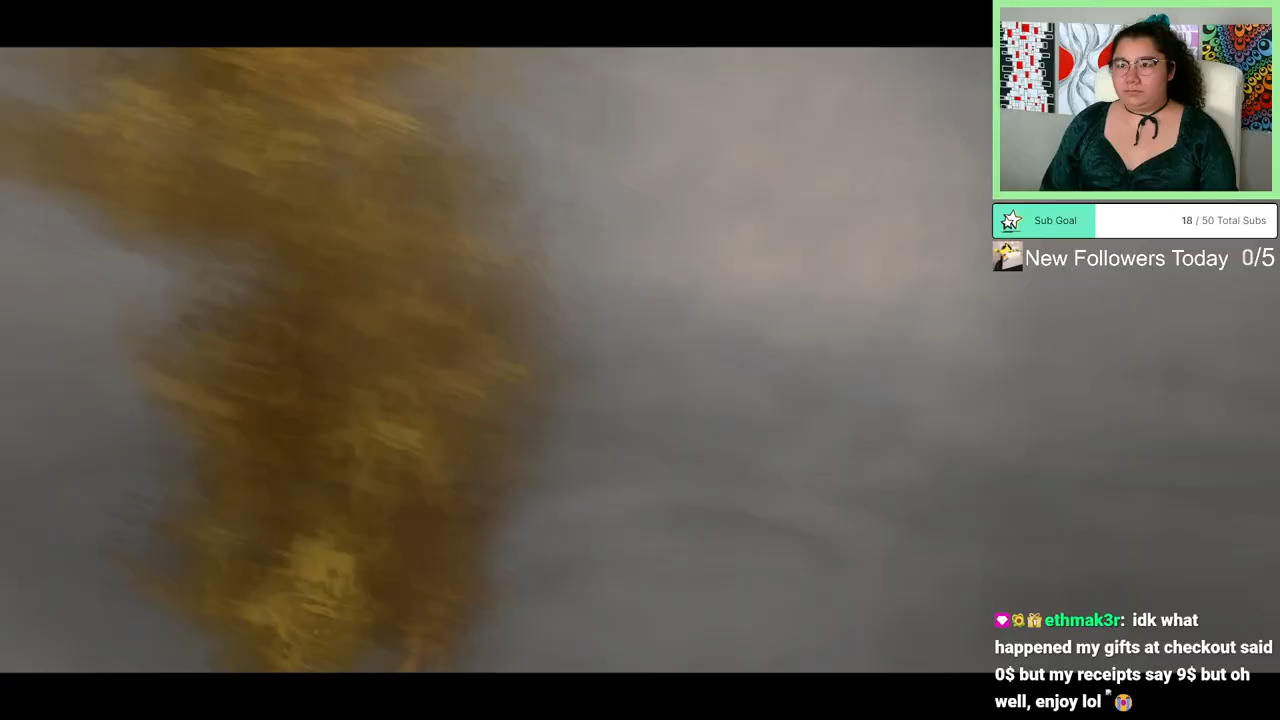 Sub Goal 18 / 50 Total Subs
New Followers Today 0/5
ethmak3r: idk what
happened my gifts at checkout said
0$ but my receipts say 9$ but oh
well, enjoy lol